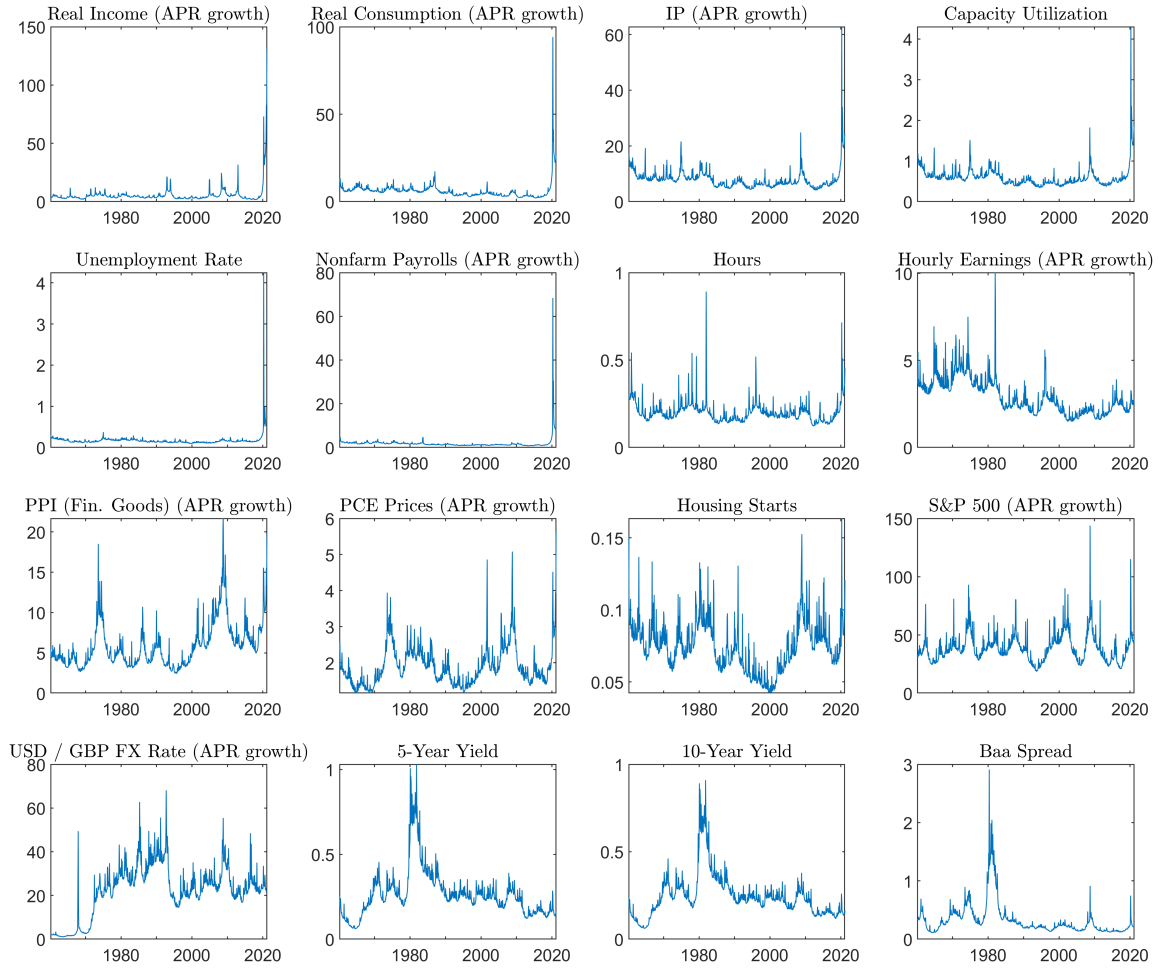 Real Income (APR growth)
150
100
50
0
1980 2000 2020
Real Consumption (APR growth)
100
50
0
1980 2000 2020
IP (APR growth)
60
40
20
0
1980 2000 2020
Capacity Utilization
4
3
2
1
0
1980 2000 2020
Unemployment Rate
4
3
2
1
0
1980 2000 2020
Nonfarm Payrolls (APR growth)
80
60
40
20
0
1980 2000 2020
Hours
1
0.5
0
1980 2000 2020
Hourly Earnings (APR growth)
10
5
0
1980 2000 2020
PPI (Fin. Goods) (APR growth)
20
15
10
5
0
1980 2000 2020
PCE Prices (APR growth)
6
5
4
3
2
1980 2000 2020
Housing Starts
0.15
0.1
0.05
1980 2000 2020
S&P 500 (APR growth)
150
100
50
0
1980 2000 2020
USD / GBP FX Rate (APR growth)
80
60
40
20
0
1980 2000 2020
5-Year Yield
1
0.5
0
1980 2000 2020
10-Year Yield
1
0.5
0
1980 2000 2020
Baa Spread
3
2
1
0
1980 2000 2020